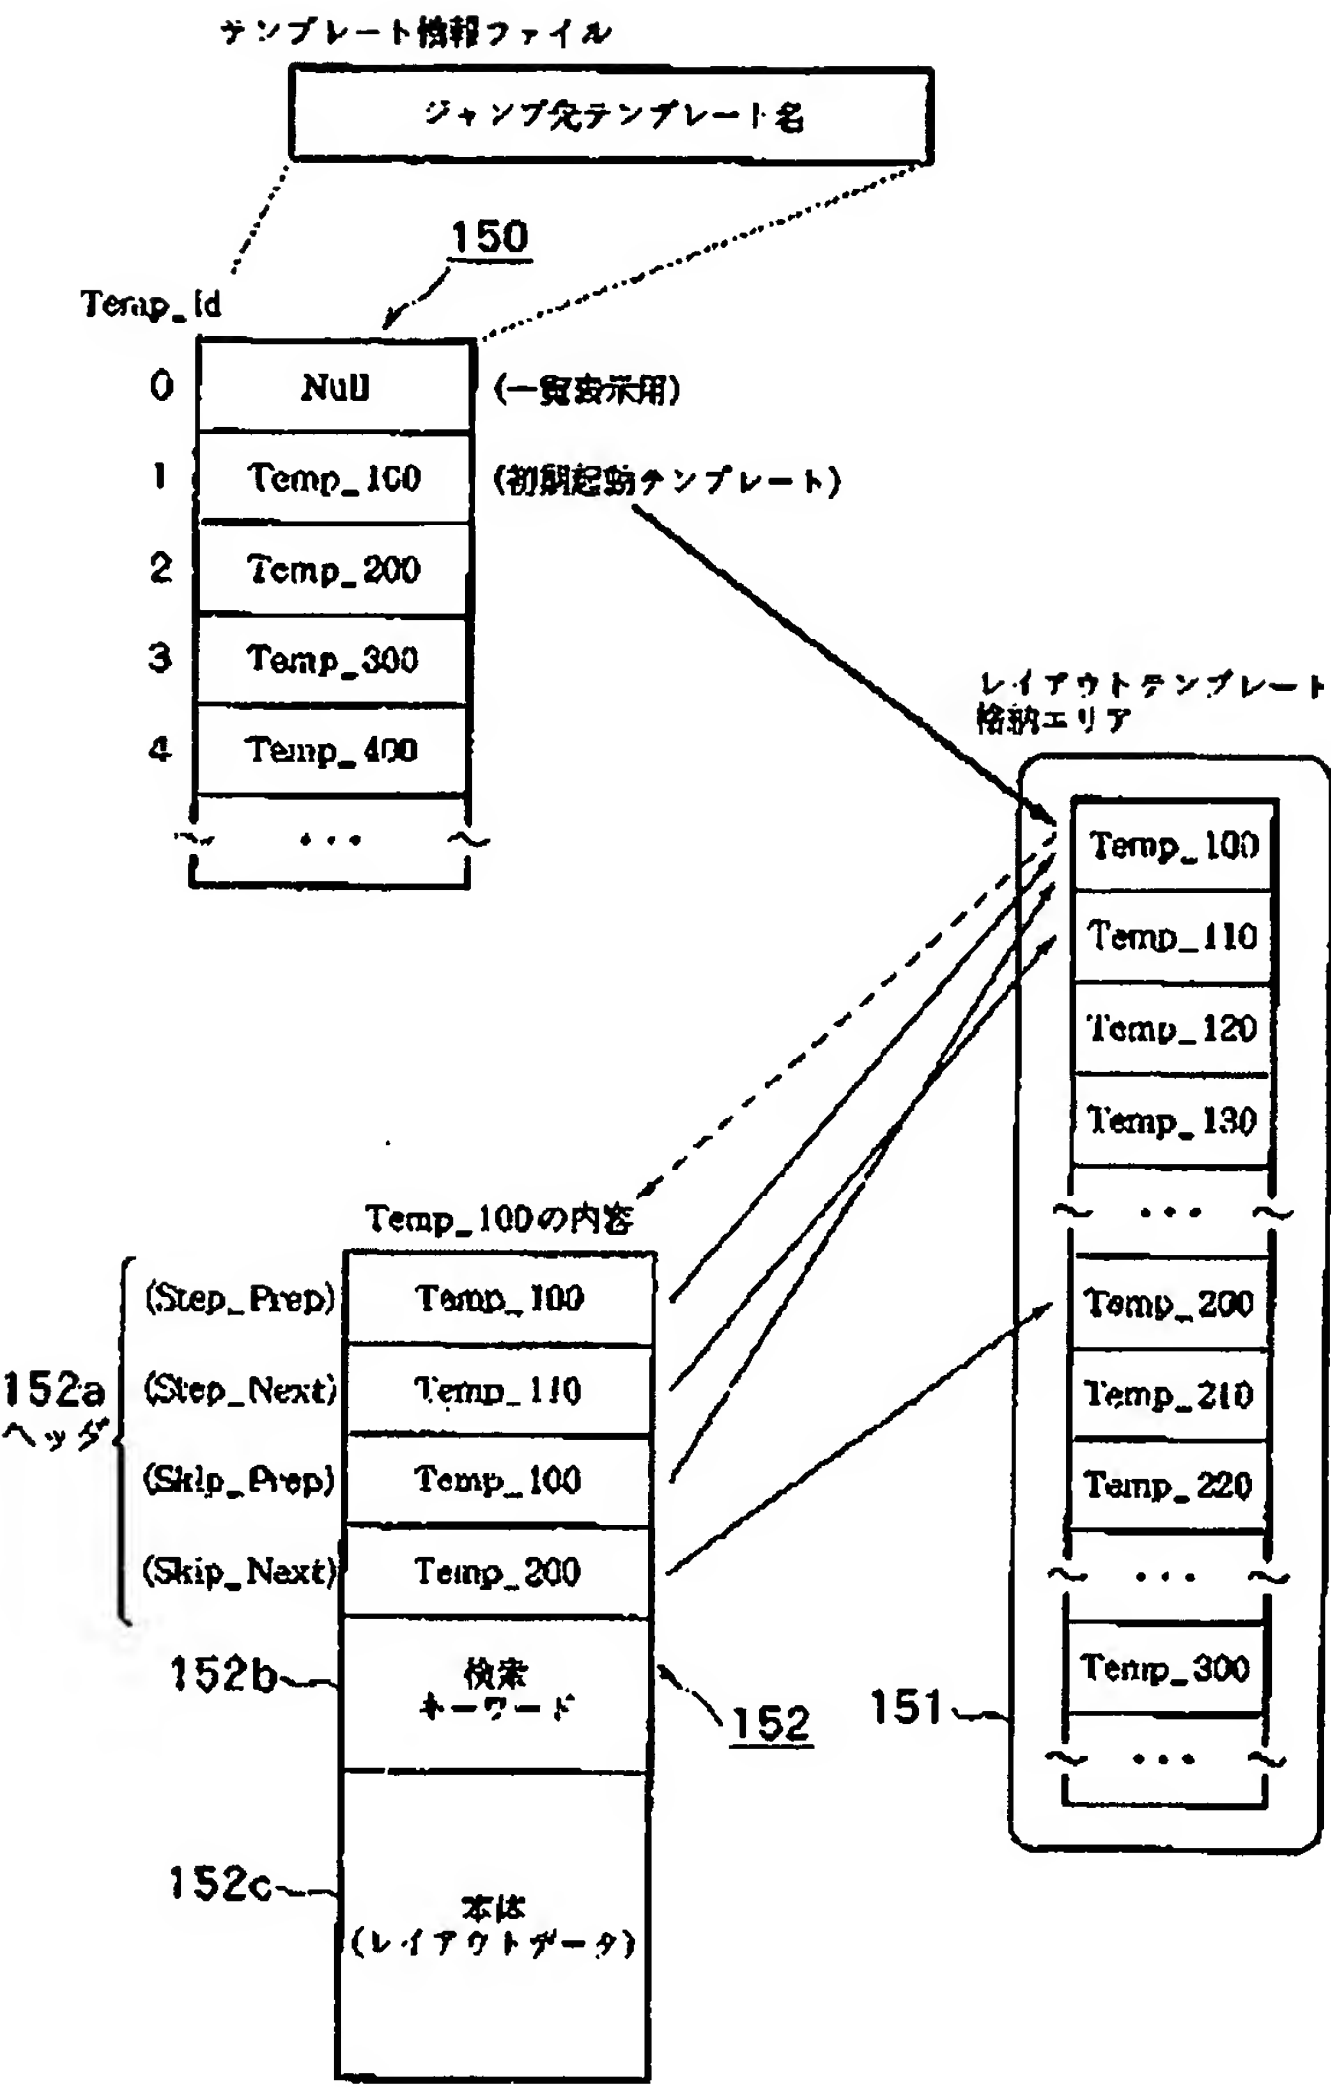 テンプレート情報ファイル
ジャンプ先テンプレート名
150
Temp_Id
0 Null (一覧表示用)
1 Temp_100 (初期起動テンプレート)
2 Temp_200
3 Temp_300
4 Temp_400
...
レイアウトテンプレート
格納エリア
Temp_100
Temp_110
Temp_120
Temp_130
...
Temp_200
Temp_210
Temp_220
...
Temp_300
...
151
Temp_100の内容
152a
ヘッダ
(Step_Prep) Temp_100
(Step_Next) Temp_110
(Skip_Prep) Temp_100
(Skip_Next) Temp_200
152b
検索
キーワード
152
152c
本体
(レイアウトデータ)